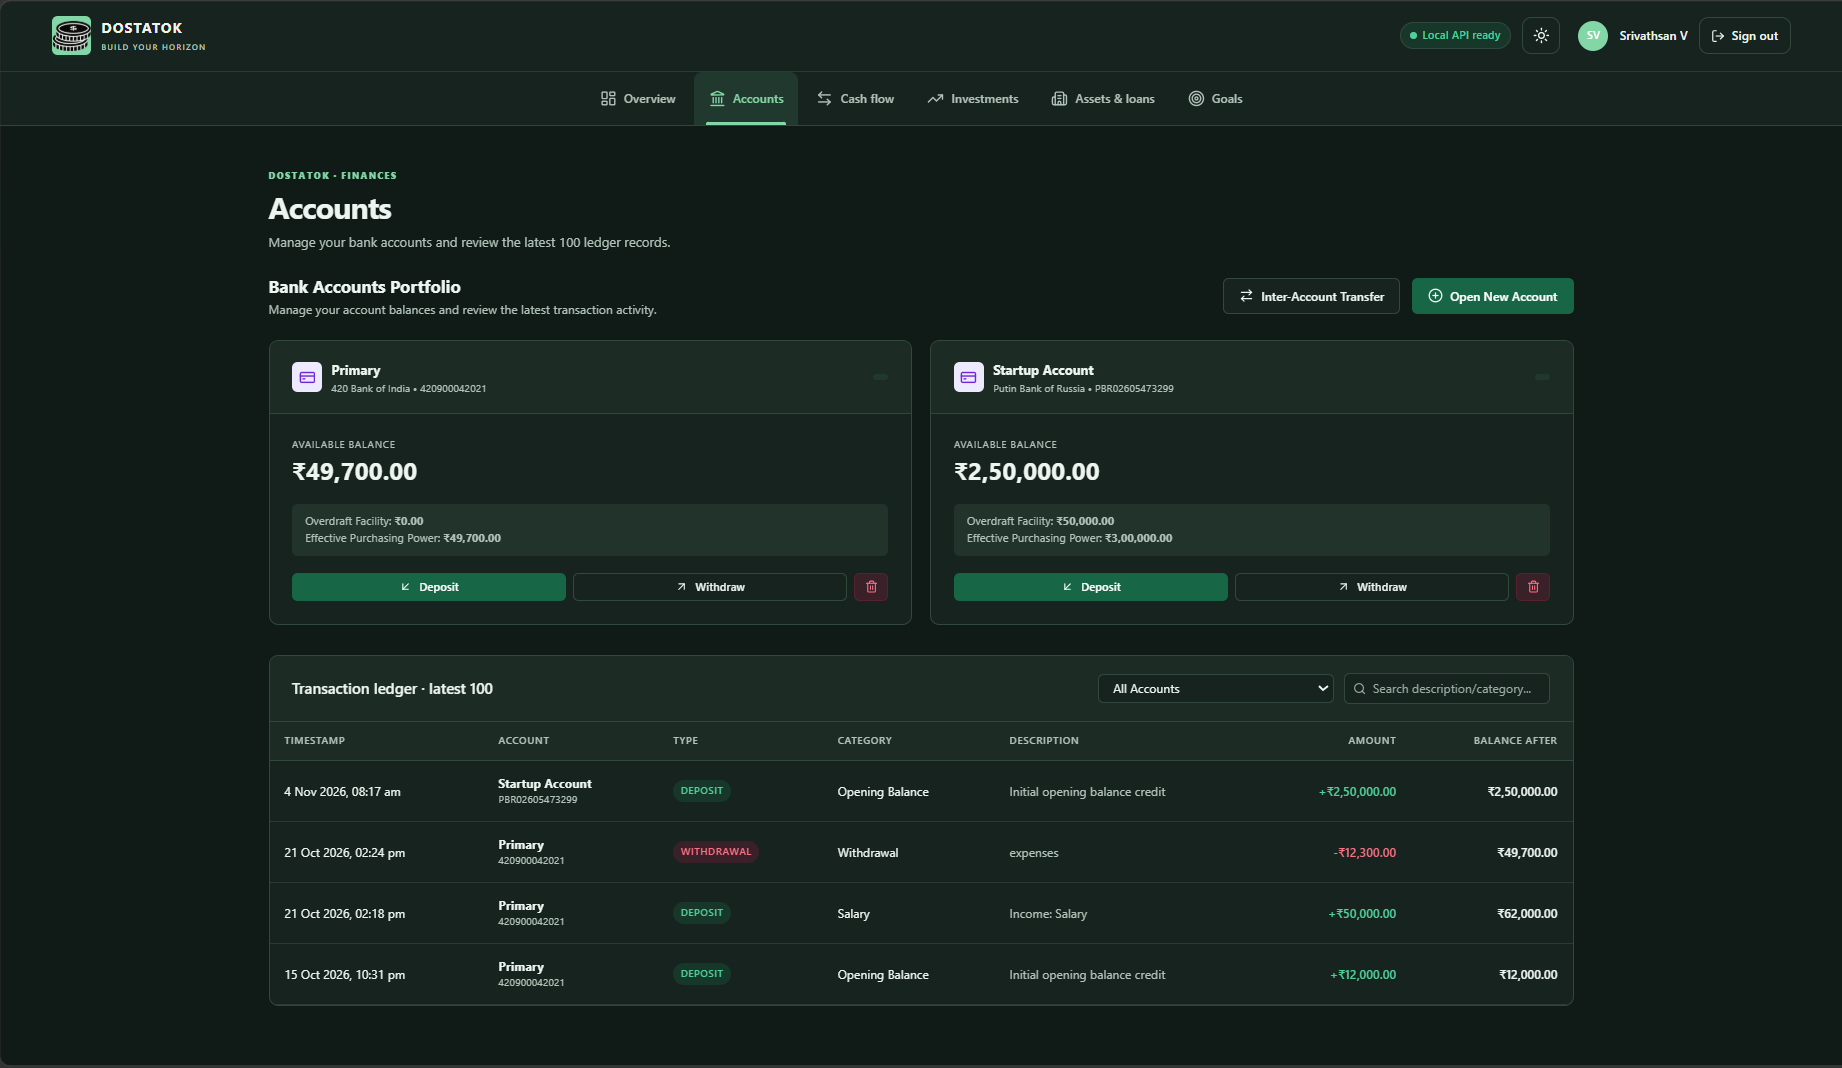 DOSTATOK
BUILD YOUR HORIZON
Local API ready
SV
Srivathsan V
Sign out
Overview
Accounts
Cash flow
Investments
Assets & loans
Goals
DOSTATOK · FINANCES
Accounts
Manage your bank accounts and review the latest 100 ledger records.
Bank Accounts Portfolio
Manage your account balances and review the latest transaction activity.
Inter-Account Transfer
Open New Account
Primary
420 Bank of India • 420900042021
AVAILABLE BALANCE
₹49,700.00
Overdraft Facility: ₹0.00
Effective Purchasing Power: ₹49,700.00
Deposit
Withdraw
Startup Account
Putin Bank of Russia • PBR02605473299
AVAILABLE BALANCE
₹2,50,000.00
Overdraft Facility: ₹50,000.00
Effective Purchasing Power: ₹3,00,000.00
Deposit
Withdraw
Transaction ledger · latest 100
All Accounts
Search description/category...
TIMESTAMP ACCOUNT TYPE CATEGORY DESCRIPTION AMOUNT BALANCE AFTER
4 Nov 2026, 08:17 am Startup Account DEPOSIT Opening Balance Initial opening balance credit +₹2,50,000.00 ₹2,50,000.00
PBR02605473299
21 Oct 2026, 02:24 pm Primary WITHDRAWAL Withdrawal expenses -₹12,300.00 ₹49,700.00
420900042021
21 Oct 2026, 02:18 pm Primary DEPOSIT Salary Income: Salary +₹50,000.00 ₹62,000.00
420900042021
15 Oct 2026, 10:31 pm Primary DEPOSIT Opening Balance Initial opening balance credit +₹12,000.00 ₹12,000.00
420900042021